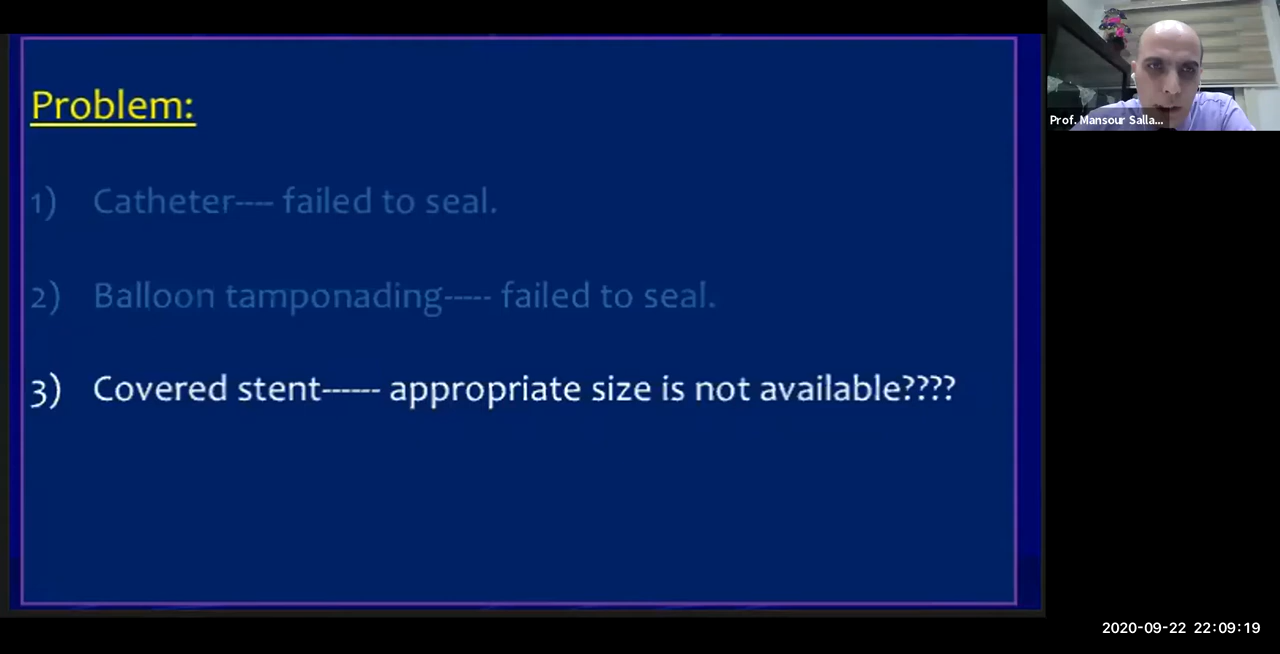 Problem:
1) Catheter---- failed to seal.
2) Balloon tamponading----- failed to seal.
3) Covered stent------ appropriate size is not available????
Prof. Mansour Salla...
2020-09-22 22:09:19